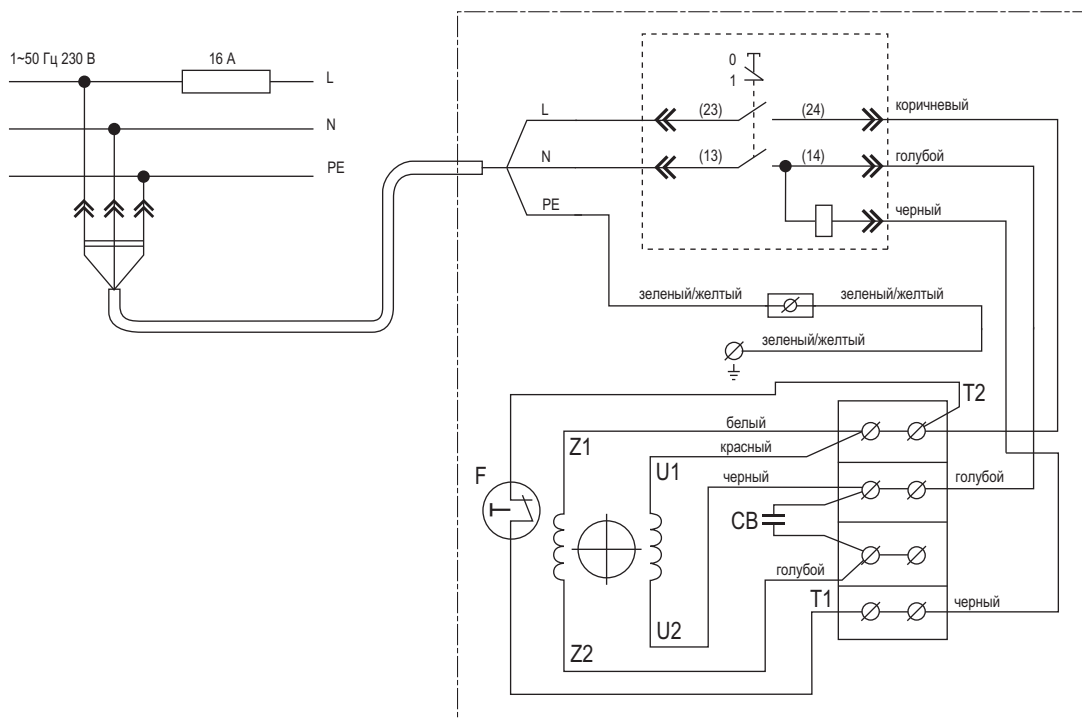 1~50 Гц 230 В
16 А
L
N
PE
0
1
L
(23)
(24)
коричневый
N
(13)
(14)
голубой
PE
черный
зеленый/желтый
зеленый/желтый
зеленый/желтый
T2
белый
Z1
красный
F
U1
черный
голубой
T
CB
голубой
T1
черный
U2
Z2